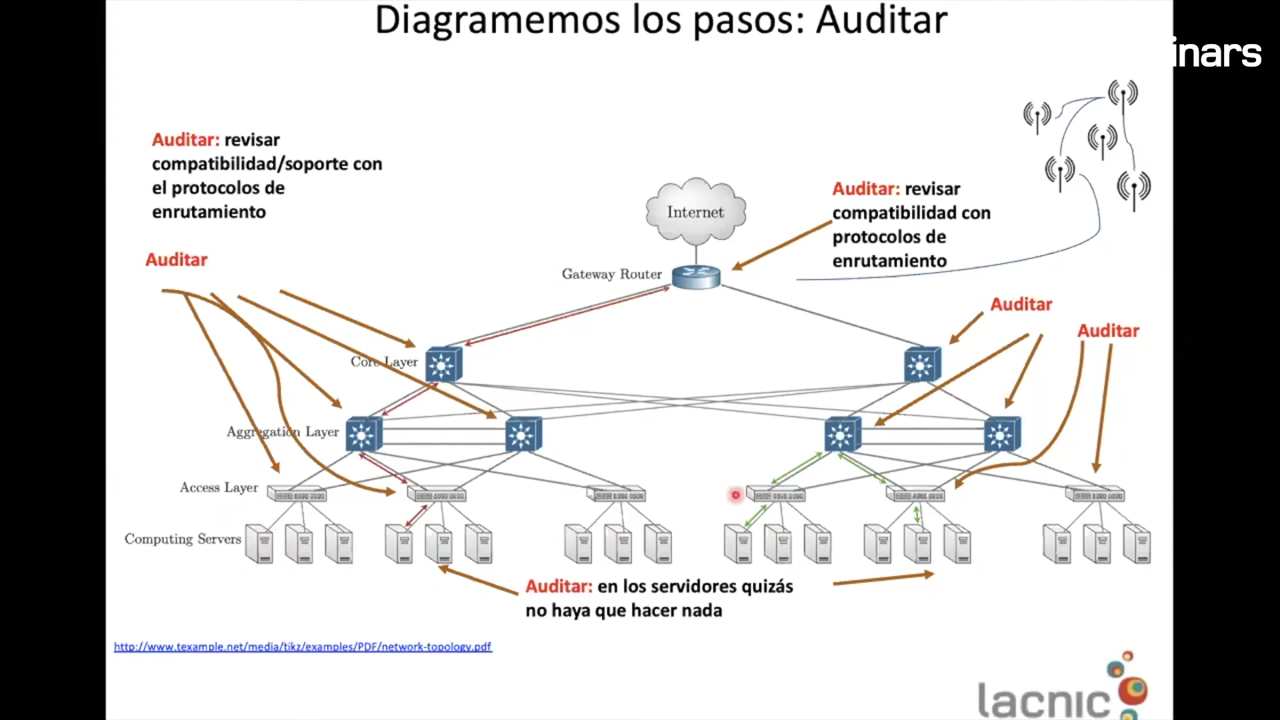 Diagramemos los pasos: Auditar
inars
Auditar: revisar
compatibilidad/soporte con
el protocolos de
enrutamiento
Auditar: revisar
compatibilidad con
protocolos de
enrutamiento
Internet
Gateway Router
Auditar
Auditar
Auditar
Core Layer
Aggregation Layer
Access Layer
Computing Servers
Auditar: en los servidores quizás
no haya que hacer nada
http://www.texample.net/media/tikz/examples/PDF/network-topology.pdf
lacnic